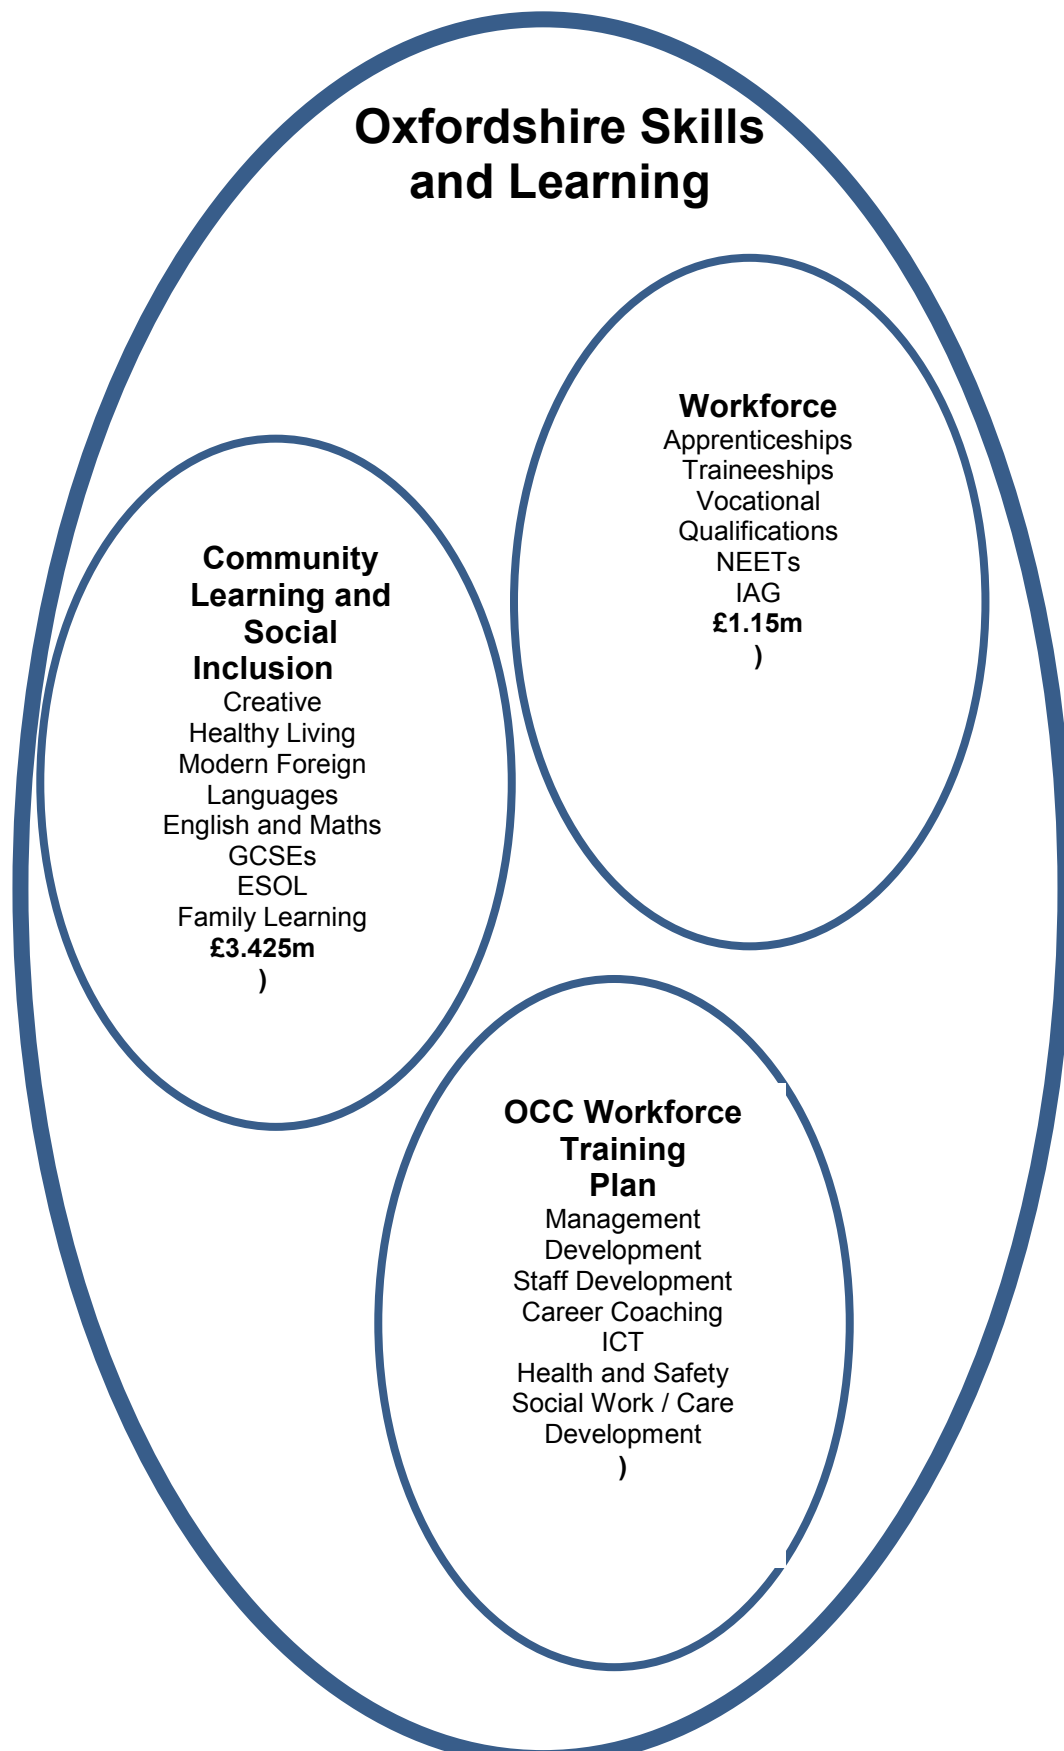 Oxfordshire Skills
and Learning
Workforce
Apprenticeships
Traineeships
Vocational
Qualifications
NEETs
IAG
£1.15m
)
Community
Learning and
Social
Inclusion
Creative
Healthy Living
Modern Foreign
Languages
English and Maths
GCSEs
ESOL
Family Learning
£3.425m
)
OCC Workforce
Training
Plan
Management
Development
Staff Development
Career Coaching
ICT
Health and Safety
Social Work / Care
Development
)